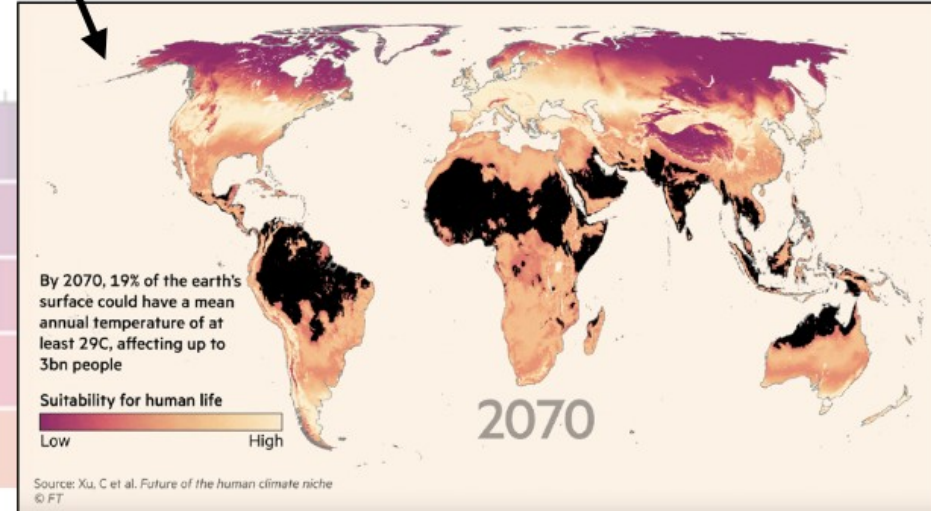 By 2070, 19% of the earth's
surface could have a mean
annual temperature of at
least 29C, affecting up to
3bn people
Suitability for human life
Low High
2070
Source: Xu, C et al. Future of the human climate niche
© FT